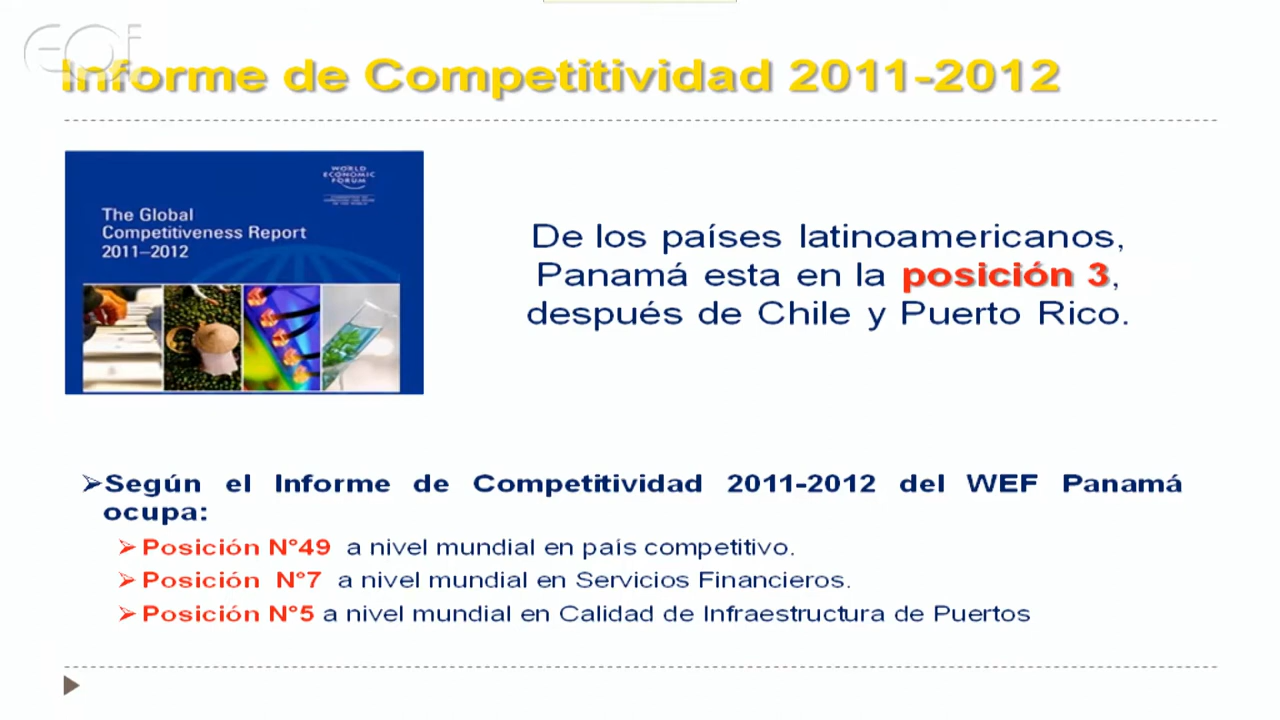 EOI
Informe de Competitividad 2011-2012
WORLD
ECONOMIC
FORUM
The Global
Competitiveness Report
2011–2012
De los países latinoamericanos,
Panamá esta en la posición 3,
después de Chile y Puerto Rico.
➢Según el Informe de Competitividad 2011-2012 del WEF Panamá
ocupa:
➢ Posición N°49 a nivel mundial en país competitivo.
➢ Posición N°7 a nivel mundial en Servicios Financieros.
➢ Posición N°5 a nivel mundial en Calidad de Infraestructura de Puertos